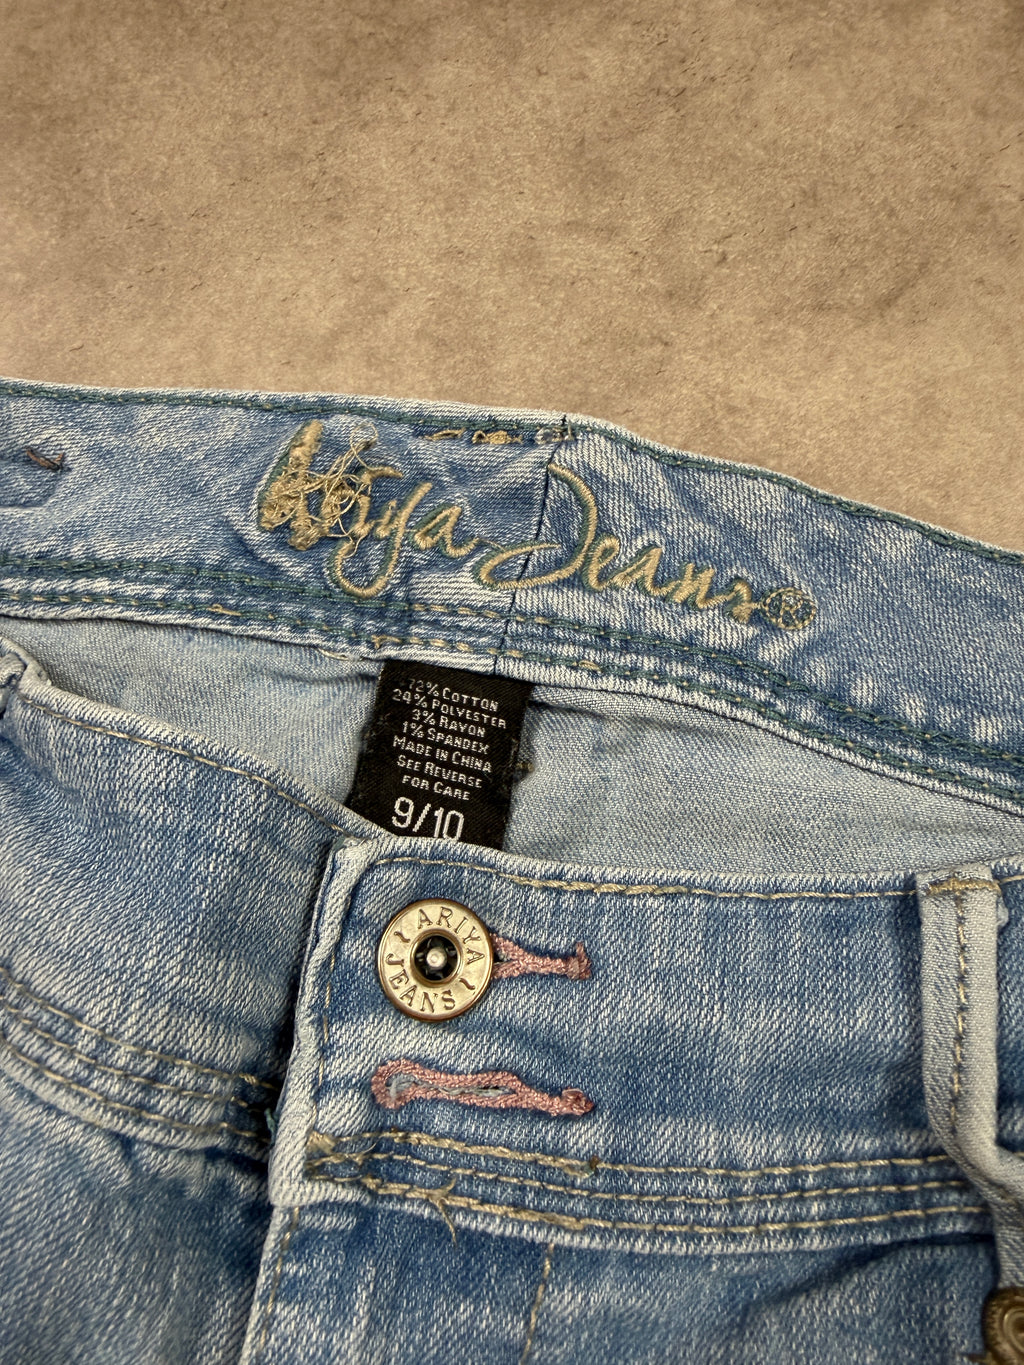 Ariya Jeans®
72% COTTON
24% POLYESTER
3% RAYON
1% SPANDEX
MADE IN CHINA
SEE REVERSE
FOR CARE
9/10
ARIYA
JEANS